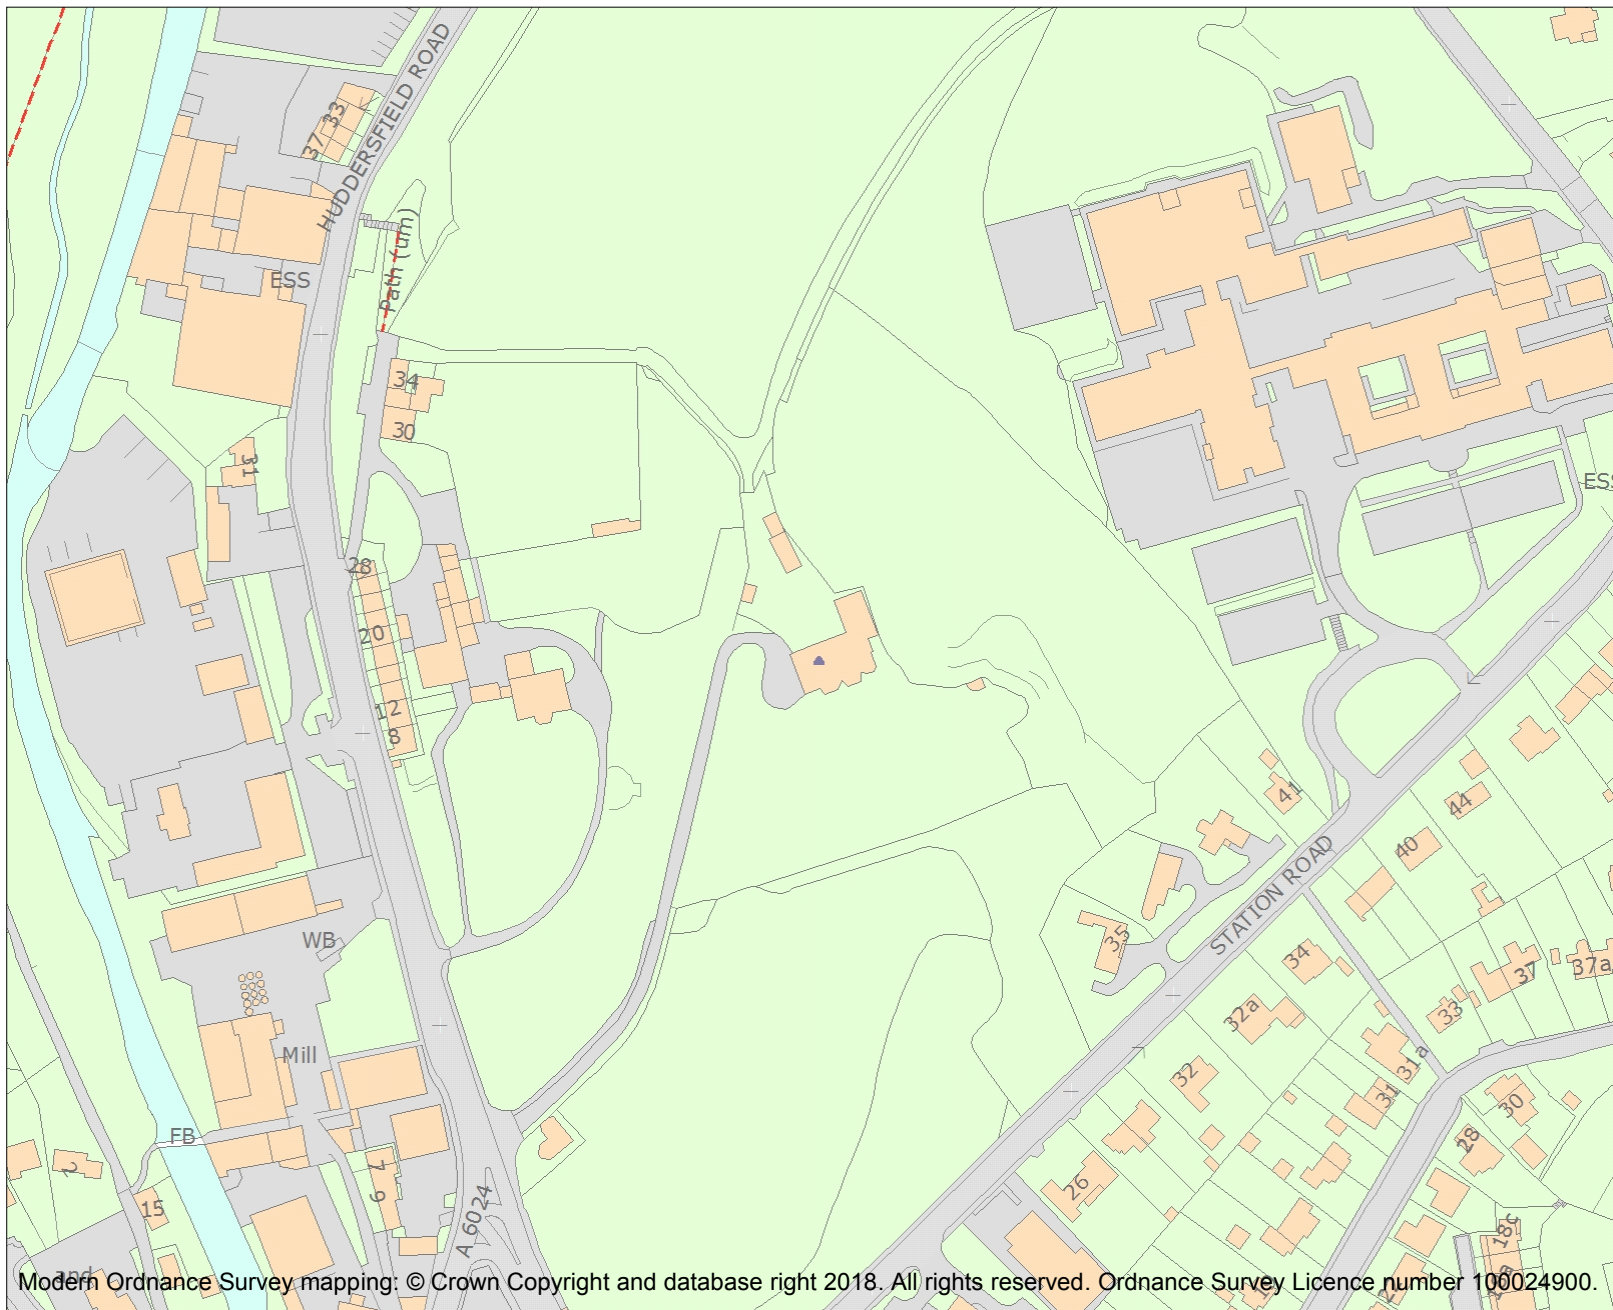 HUDDERSFIELD ROAD
33
37
Path (um)
ESS
34
30
31
ESS
28
20
12
8
41
44
40
STATION ROAD
35
WB
34
37
37a
32a
33
Mill
31a
32
31
30
FB
28
2
7
9
26
15
A 6024
18c
and
Modern Ordnance Survey mapping: © Crown Copyright and database right 2018. All rights reserved. Ordnance Survey Licence number 100024900.